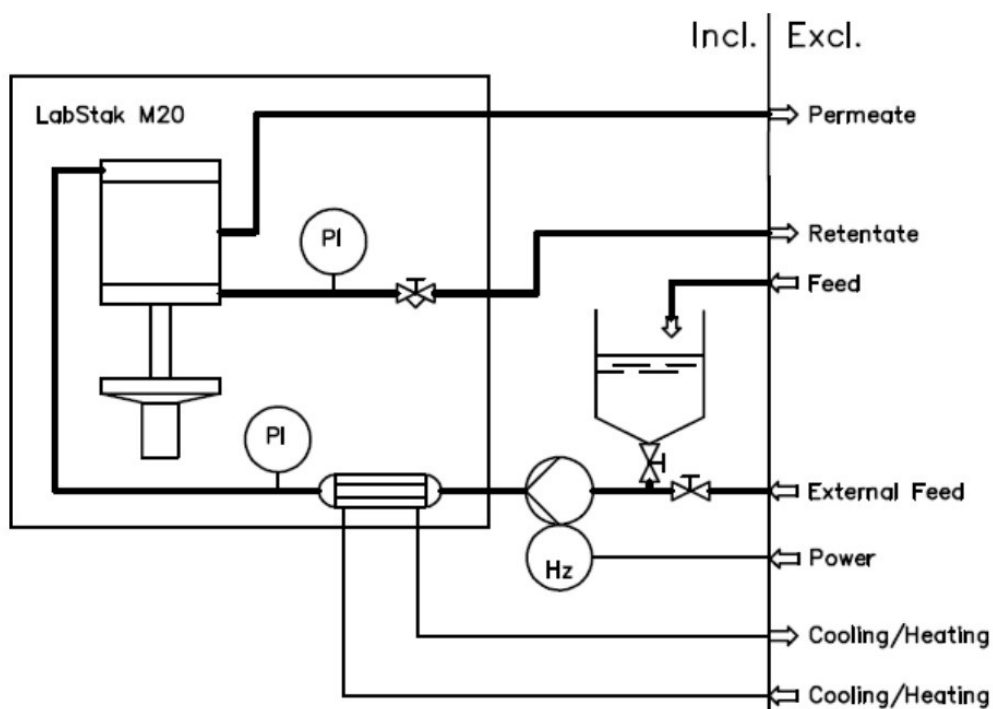 Incl. Excl.
LabStak M20
Permeate
PI
Retentate
Feed
PI
External Feed
Hz
Power
Cooling/Heating
Cooling/Heating